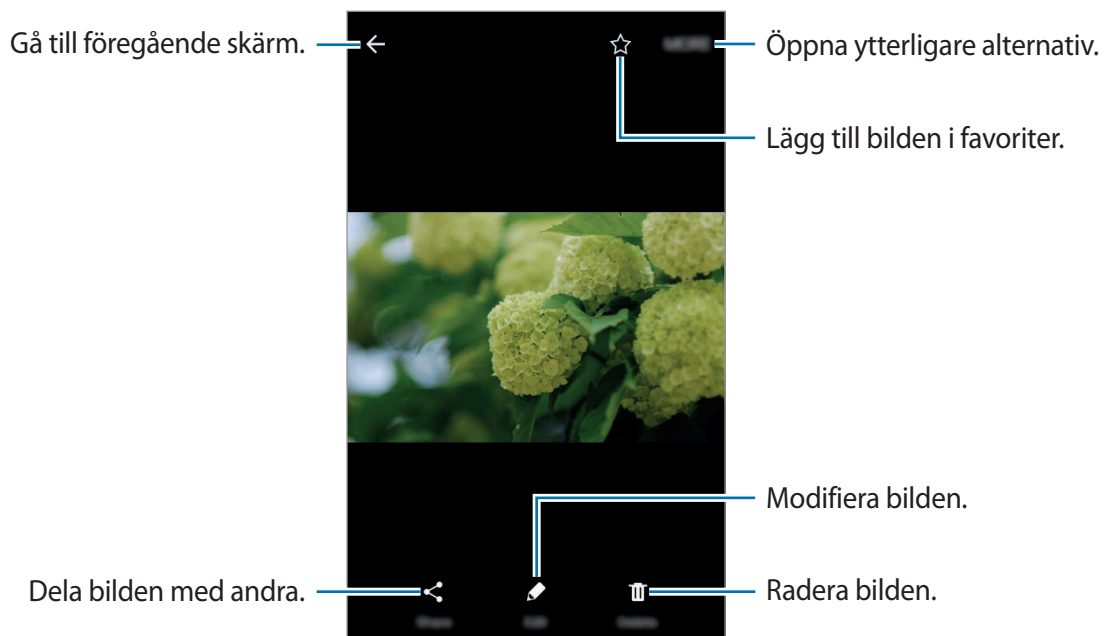 Gå till föregående skärm.
Öppna ytterligare alternativ.
Lägg till bilden i favoriter.
Modifiera bilden.
Dela bilden med andra.
Radera bilden.